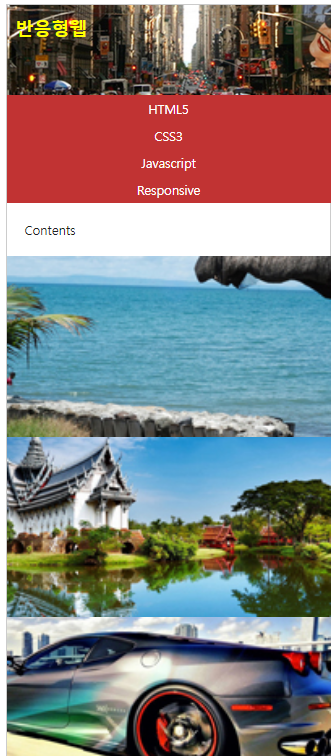 반응형웹
HTML5
CSS3
Javascript
Responsive
Contents